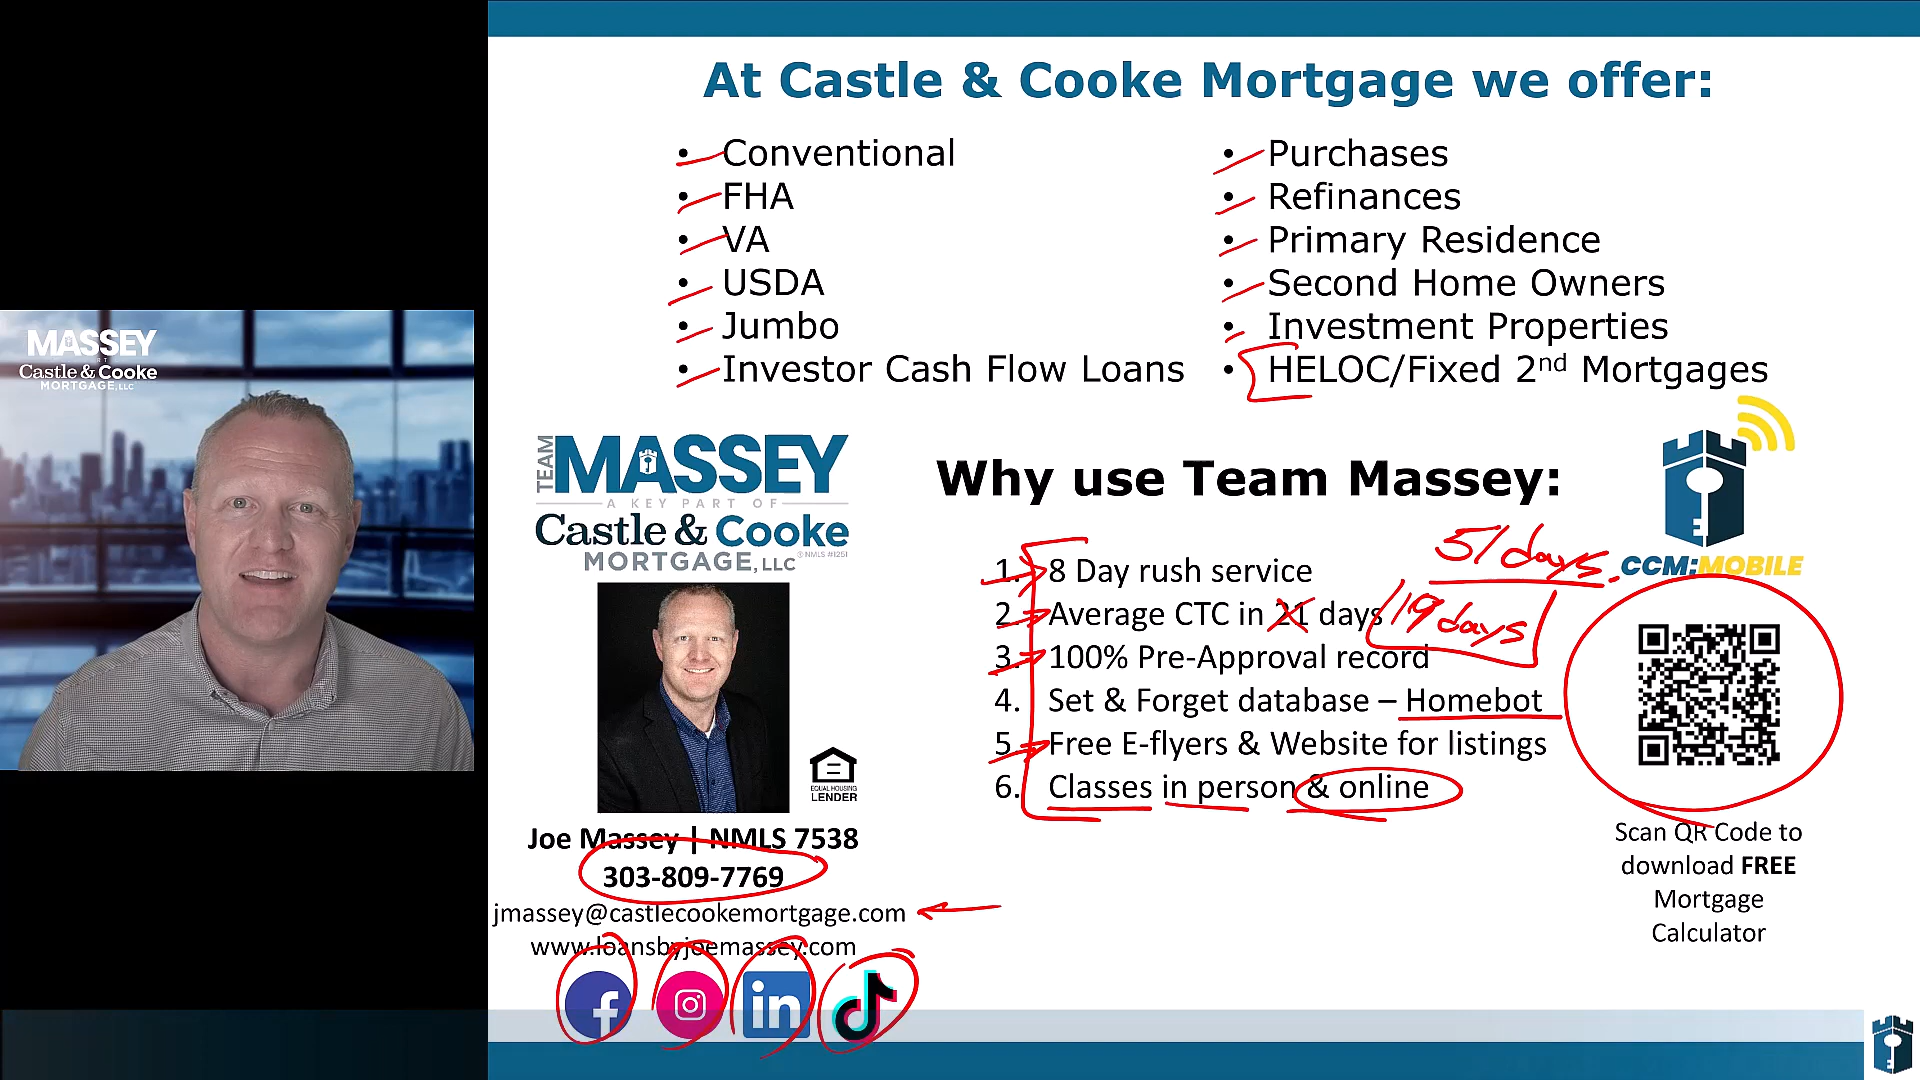 At Castle & Cooke Mortgage we offer:
• Conventional
• FHA
• VA
• USDA
• Jumbo
• Investor Cash Flow Loans
• Purchases
• Refinances
• Primary Residence
• Second Home Owners
• Investment Properties
• HELOC/Fixed 2nd Mortgages
MASSEY
Castle & Cooke
MORTGAGE, LLC
TEAM
MASSEY
A KEY PART OF
Castle & Cooke
MORTGAGE, LLC
NMLS #1251
EQUAL HOUSING
LENDER
Joe Massey | NMLS 7538
303-809-7769
jmassey@castlecookemortgage.com
www.loansbyjoemassey.com
Why use Team Massey:
51 days.
1. 8 Day rush service
2. Average CTC in 21 days
19 days
3. 100% Pre-Approval record
4. Set & Forget database – Homebot
5. Free E-flyers & Website for listings
6. Classes in person & online
CCM:MOBILE
Scan QR Code to
download FREE
Mortgage
Calculator